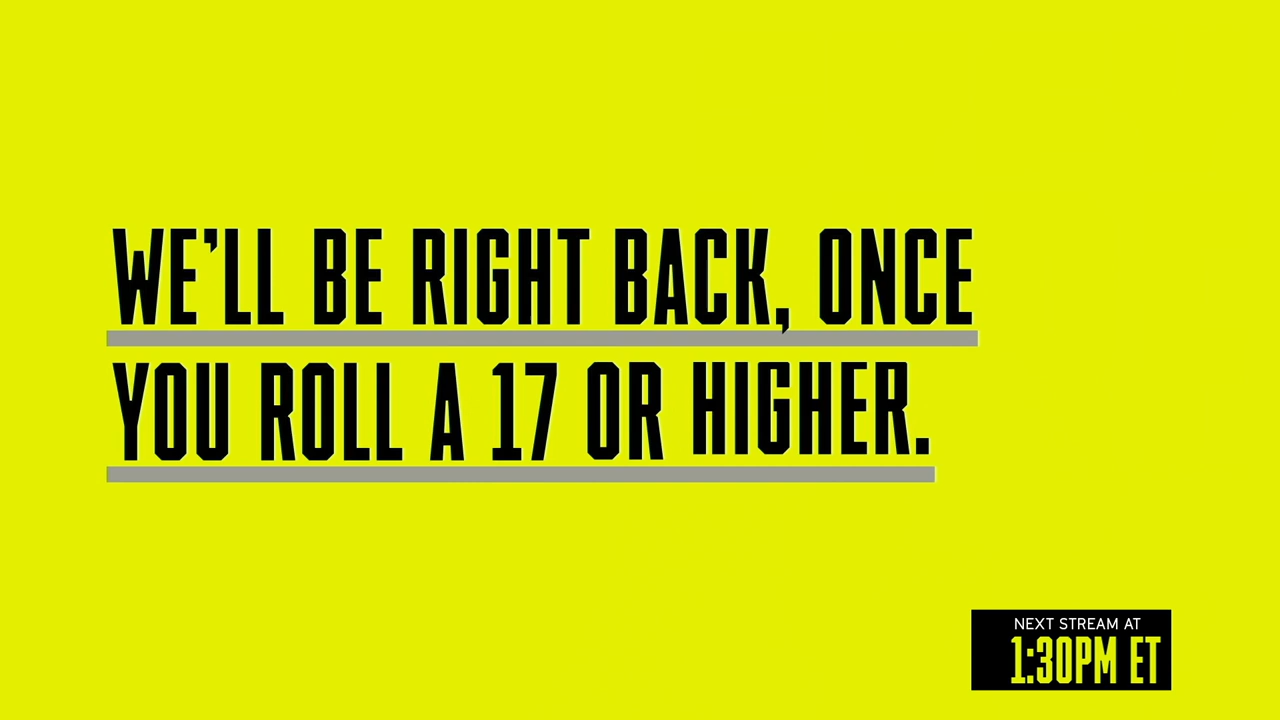 WE’LL BE RIGHT BACK, ONCE
YOU ROLL A 17 OR HIGHER.
NEXT STREAM AT
1:30PM ET